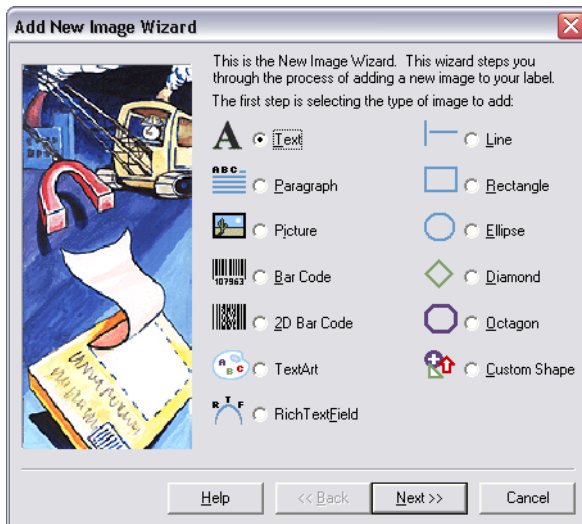 Add New Image Wizard
This is the New Image Wizard. This wizard steps you
through the process of adding a new image to your label.
The first step is selecting the type of image to add:
A Text
Line
ABC Paragraph
Rectangle
Picture
Ellipse
107963 Bar Code
Diamond
2D Bar Code
Octagon
A B C TextArt
Custom Shape
R T F RichTextField
Help
<< Back
Next >>
Cancel